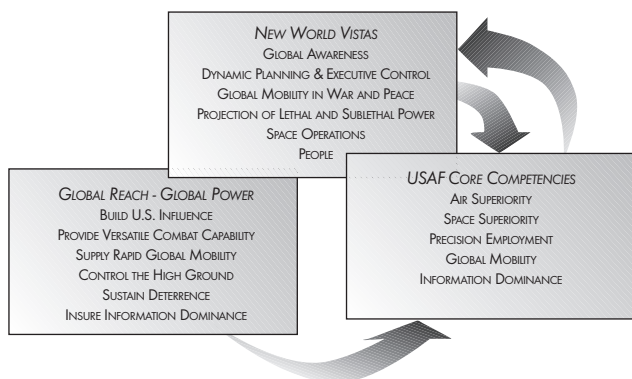 NEW WORLD VISTAS
GLOBAL AWARENESS
DYNAMIC PLANNING & EXECUTIVE CONTROL
GLOBAL MOBILITY IN WAR AND PEACE
PROJECTION OF LETHAL AND SUBLETHAL POWER
SPACE OPERATIONS
PEOPLE
GLOBAL REACH - GLOBAL POWER
BUILD U.S. INFLUENCE
PROVIDE VERSATILE COMBAT CAPABILITY
SUPPLY RAPID GLOBAL MOBILITY
CONTROL THE HIGH GROUND
SUSTAIN DETERRENCE
INSURE INFORMATION DOMINANCE
USAF CORE COMPETENCIES
AIR SUPERIORITY
SPACE SUPERIORITY
PRECISION EMPLOYMENT
GLOBAL MOBILITY
INFORMATION DOMINANCE